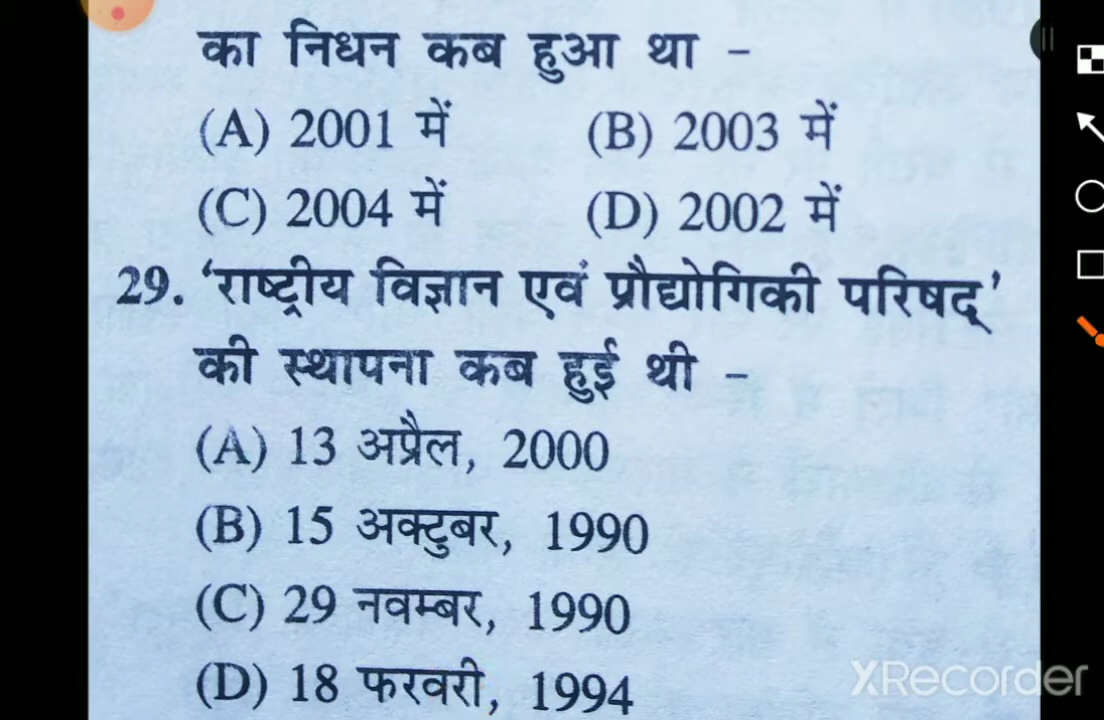 का निधन कब हुआ था -
(A) 2001 में (B) 2003 में
(C) 2004 में (D) 2002 में
29. 'राष्ट्रीय विज्ञान एवं प्रौद्योगिकी परिषद्'
की स्थापना कब हुई थी -
(A) 13 अप्रैल, 2000
(B) 15 अक्टुबर, 1990
(C) 29 नवम्बर, 1990
(D) 18 फरवरी, 1994
XRecorder